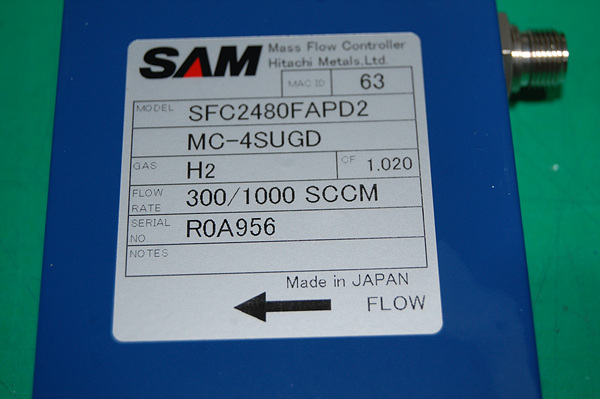 SAM Mass Flow Controller
Hitachi Metals,Ltd.
MAC ID 63
MODEL SFC2480FAPD2
MC-4SUGD
GAS H2 CF 1.020
FLOW RATE 300/1000 SCCM
SERIAL NO R0A956
NOTES
Made in JAPAN
FLOW